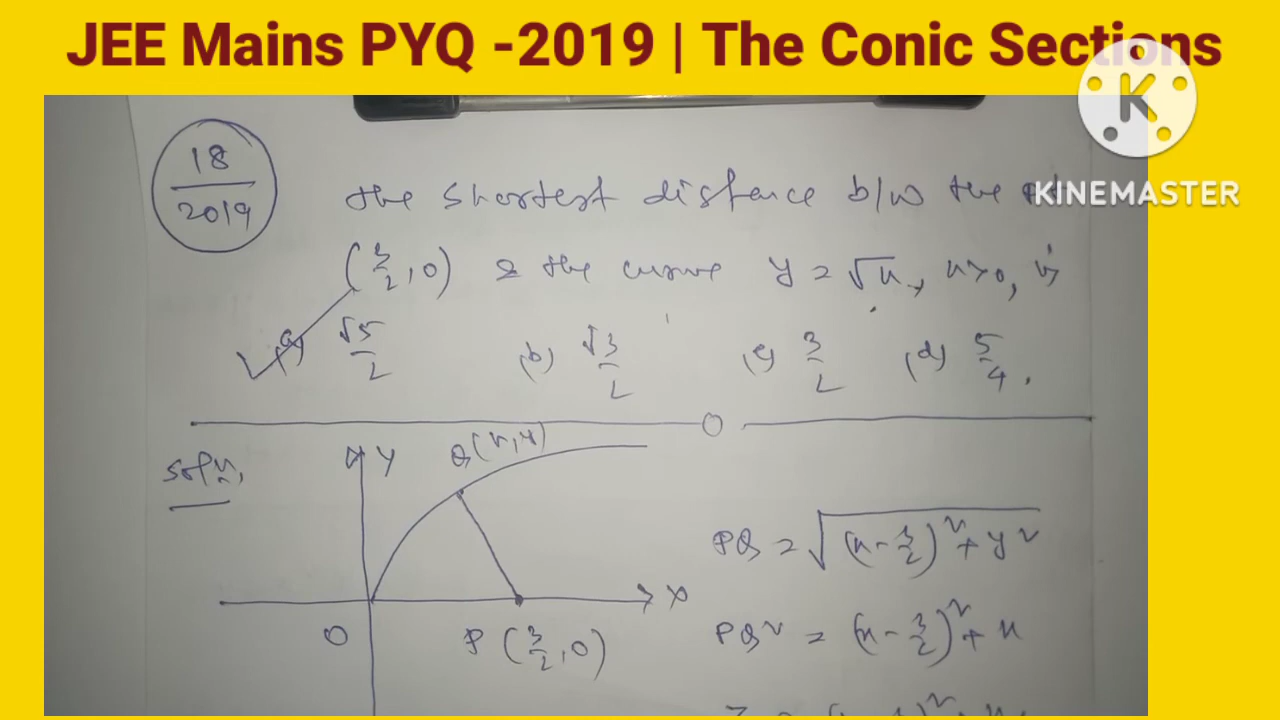 JEE Mains PYQ -2019 | The Conic Sections
K
KINEMASTER
18/2019
the shortest distance b/w the
(3/2, 0) & the curve y = √x, x>0, is
(a) √5/2 (b) √3/2 (c) 3/2 (d) 5/4.
Soln,
Y
Q(x,y)
PQ = √(x-3/2)²+y²
X
O
P (3/2, 0)
PQ² = (x-3/2)²+x